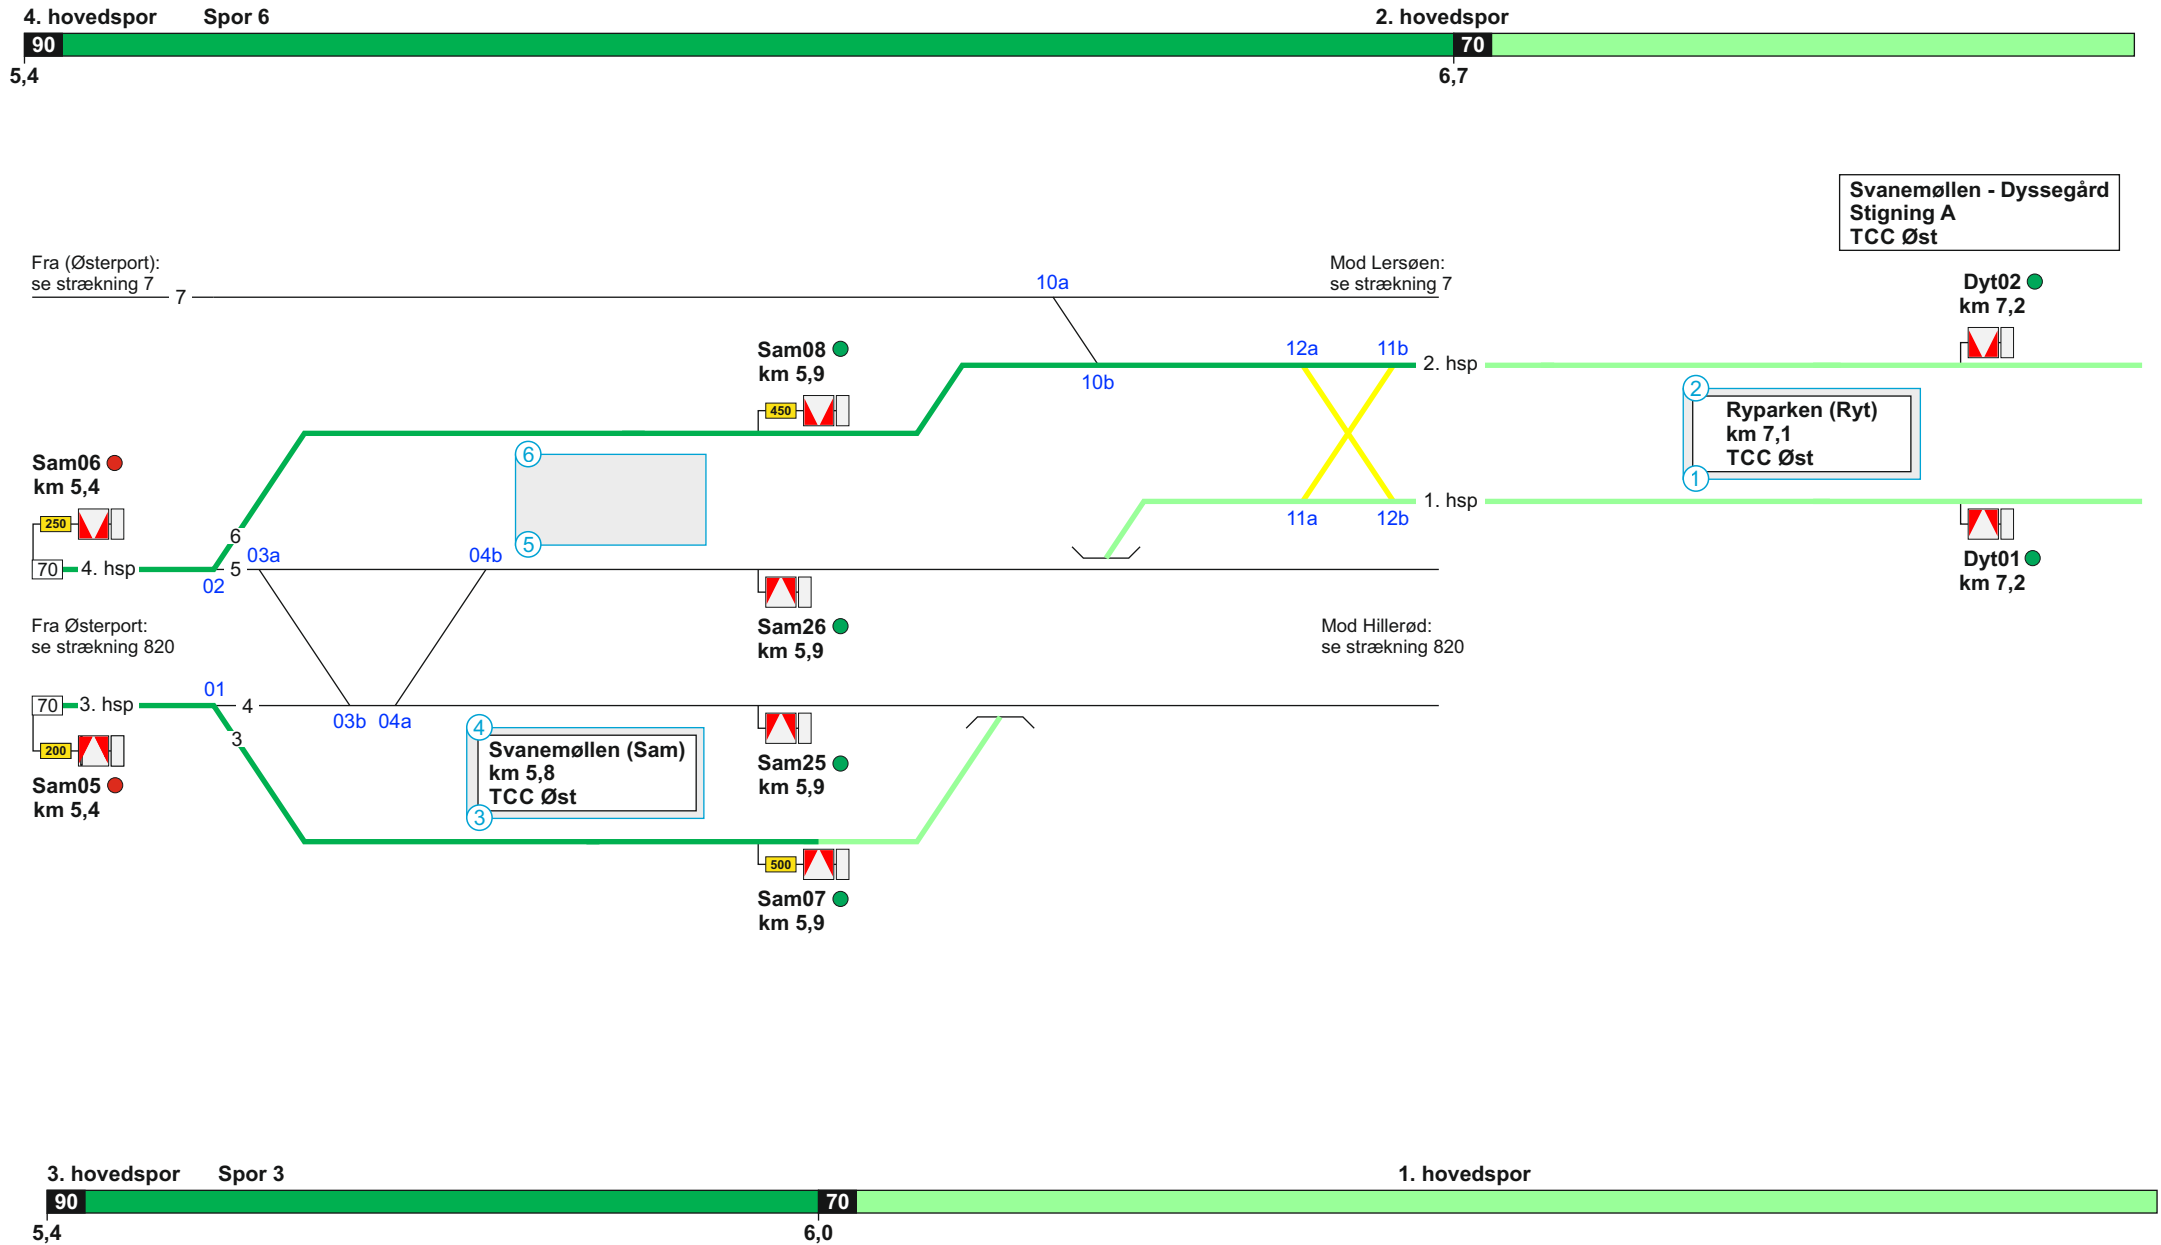 4. hovedspor Spor 6 2. hovedspor
90 70
5,4 6,7
Svanemøllen - Dyssegård
Stigning A
TCC Øst
Fra (Østerport):
se strækning 7
7
10a
Mod Lersøen:
se strækning 7
Dyt02
km 7,2
Sam08
km 5,9
450
12a 11b
2. hsp
10b
2
Ryparken (Ryt)
km 7,1
TCC Øst
1
Sam06
km 5,4
250
6
5
1. hsp
11a 12b
6
03a 04b
70 4. hsp 5
02
Dyt01
km 7,2
Fra Østerport:
se strækning 820
Sam26
km 5,9
Mod Hillerød:
se strækning 820
01
70 3. hsp 4
3
03b 04a
200
Sam05
km 5,4
4
Svanemøllen (Sam)
km 5,8
TCC Øst
3
Sam25
km 5,9
500
Sam07
km 5,9
3. hovedspor Spor 3 1. hovedspor
90 70
5,4 6,0